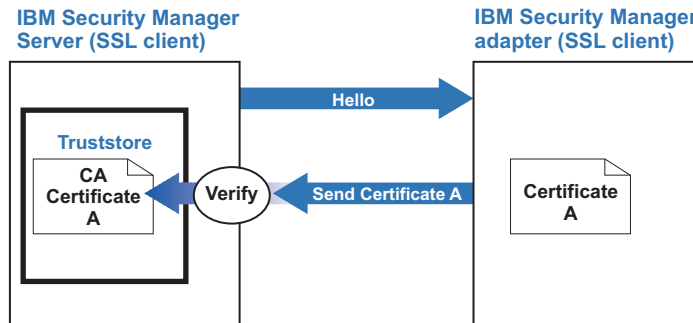 IBM Security Manager
Server (SSL client)
IBM Security Manager
adapter (SSL client)
Hello
Truststore
CA
Certificate
A
Verify
Send Certificate A
Certificate
A